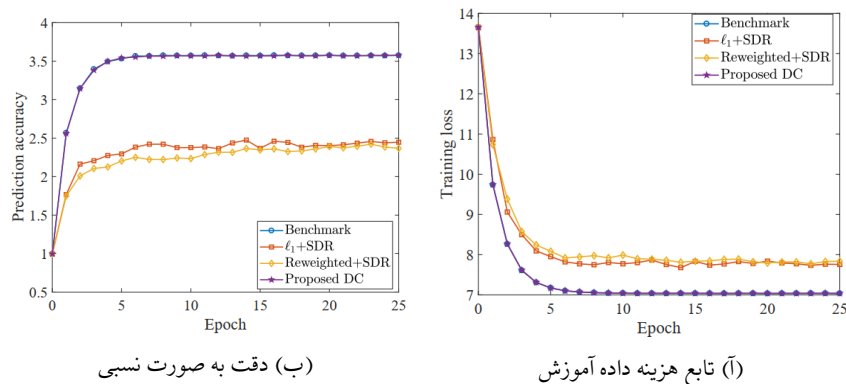 Prediction accuracy
4
3.5
3
2.5
2
1.5
1
0.5
0
5
10
15
20
25
Epoch
Benchmark
ℓ₁+SDR
Reweighted+SDR
Proposed DC
(ب) دقت به صورت نسبی
Training loss
14
13
12
11
10
9
8
7
0
5
10
15
20
25
Epoch
Benchmark
ℓ₁+SDR
Reweighted+SDR
Proposed DC
(آ) تابع هزینه داده آموزش